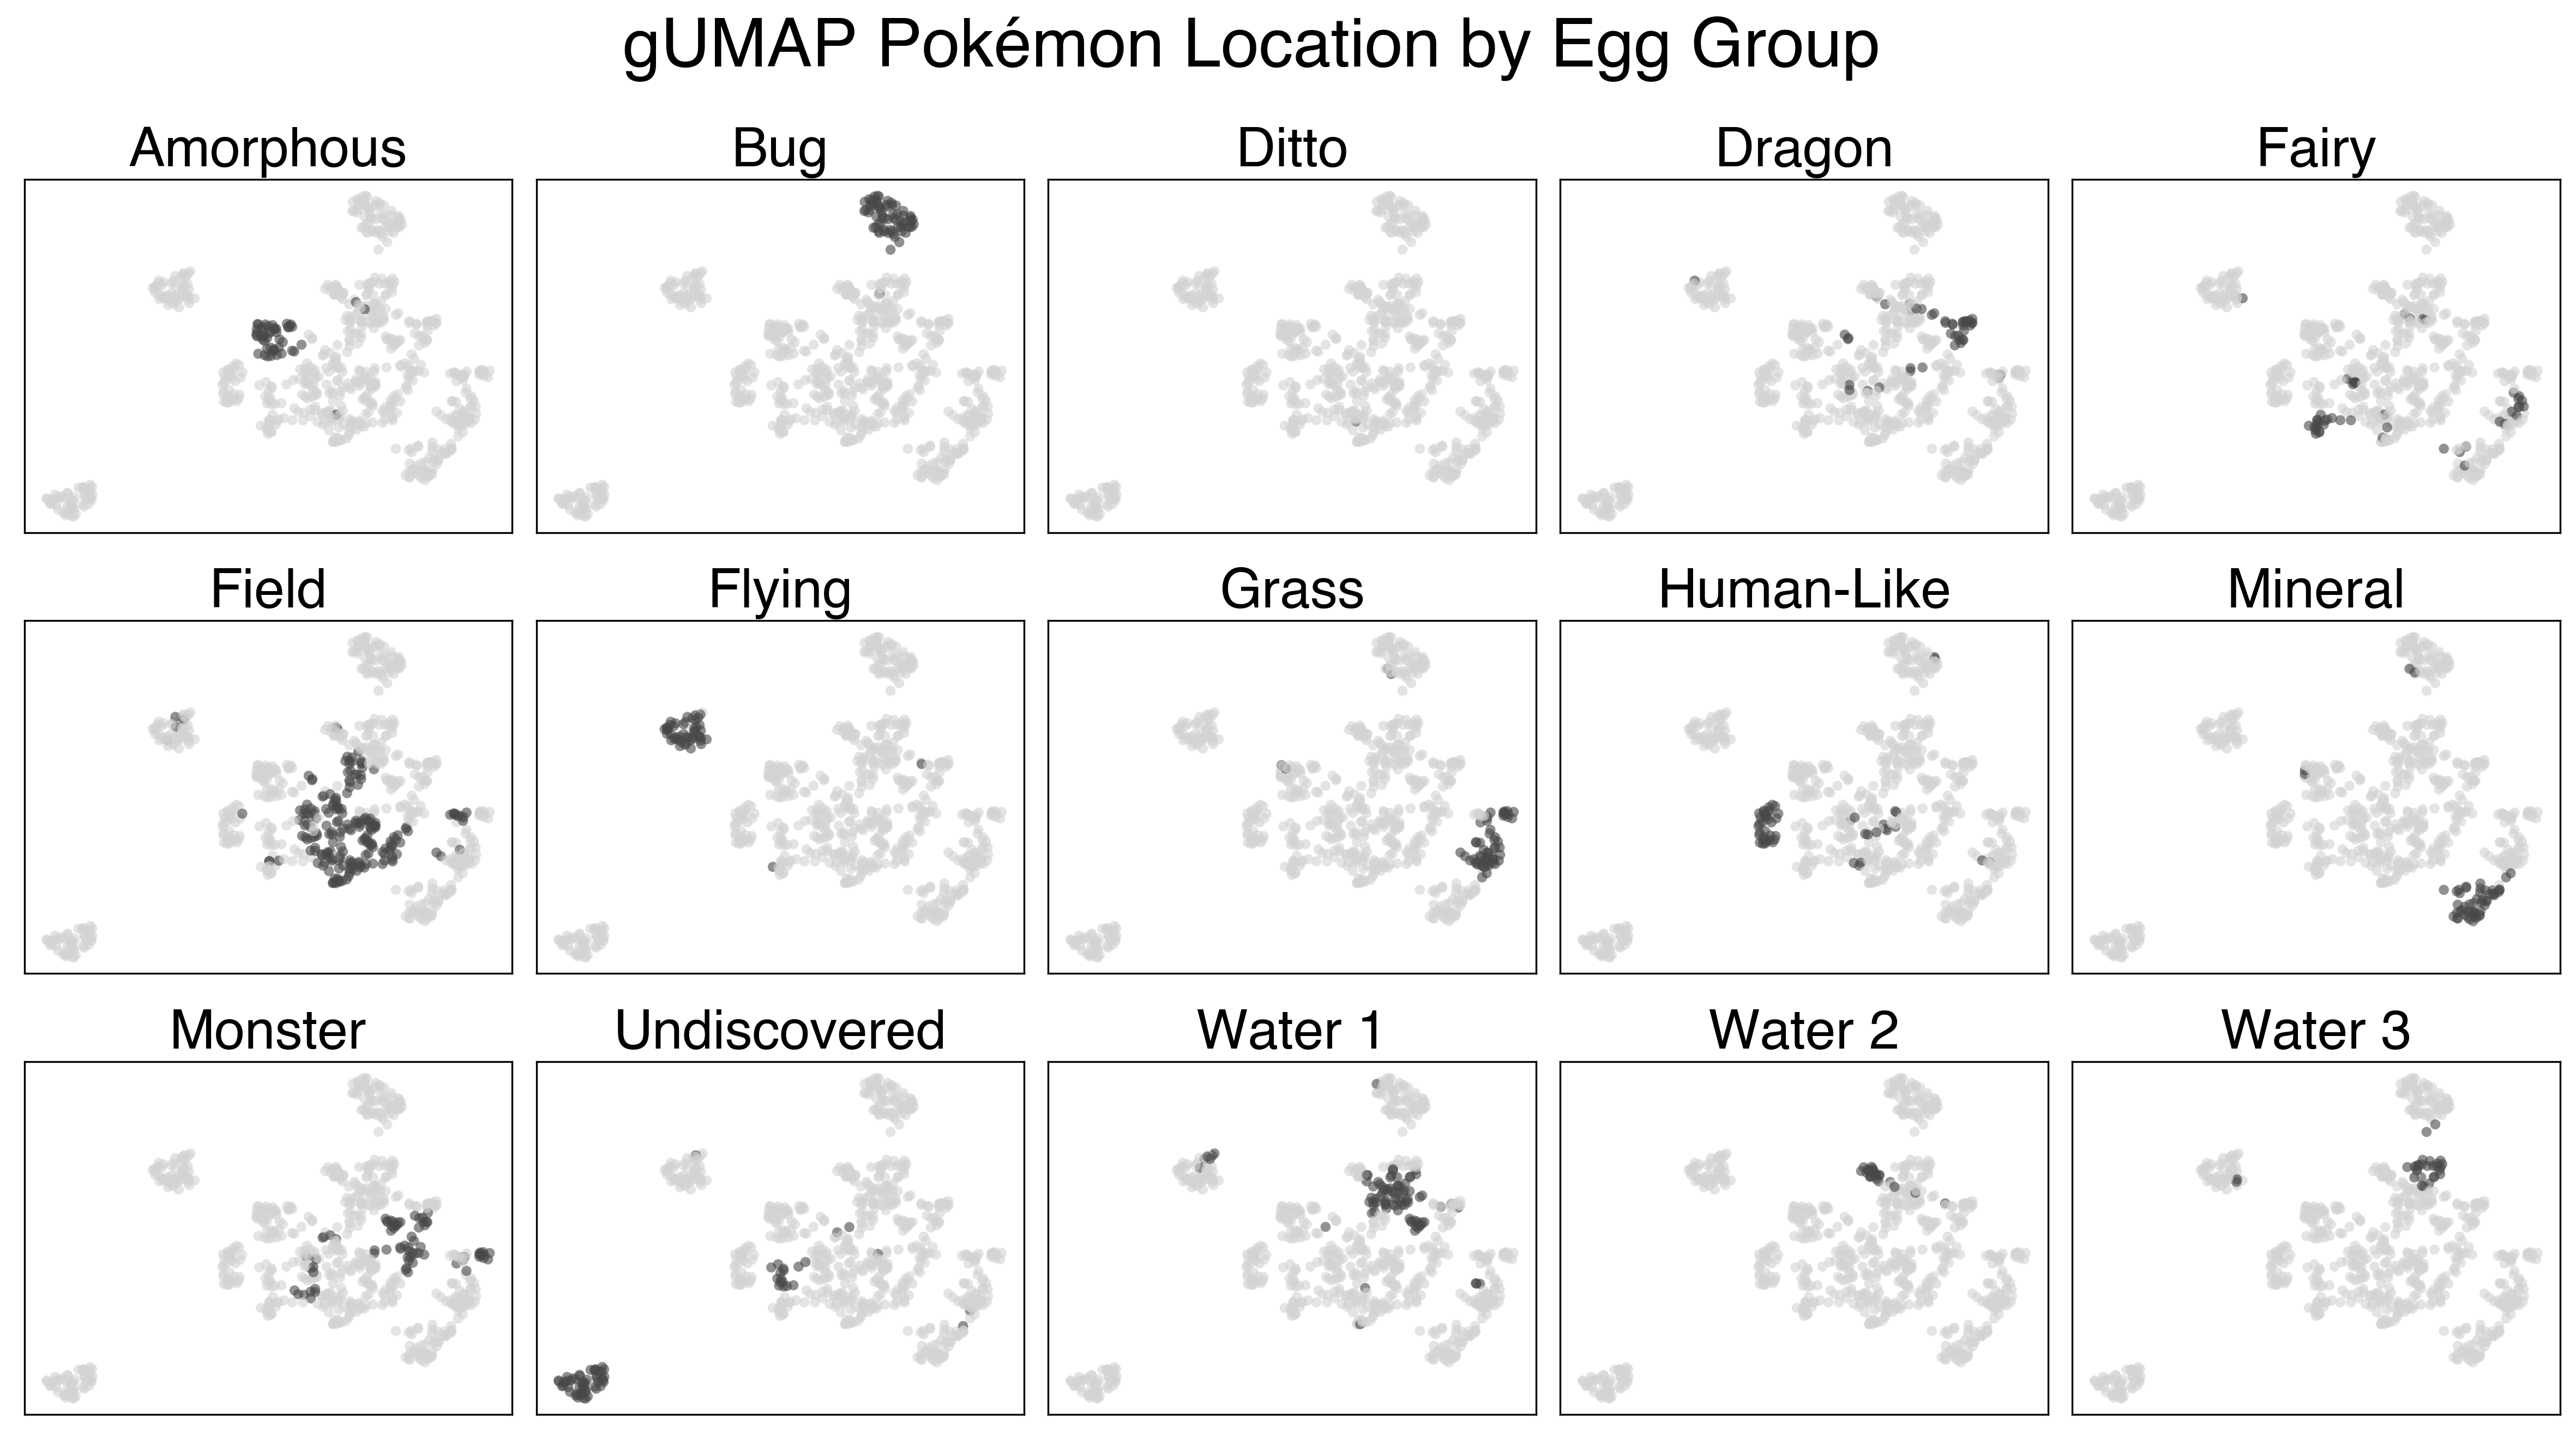 gUMAP Pokémon Location by Egg Group
Amorphous
Bug
Ditto
Dragon
Fairy
Field
Flying
Grass
Human-Like
Mineral
Monster
Undiscovered
Water 1
Water 2
Water 3